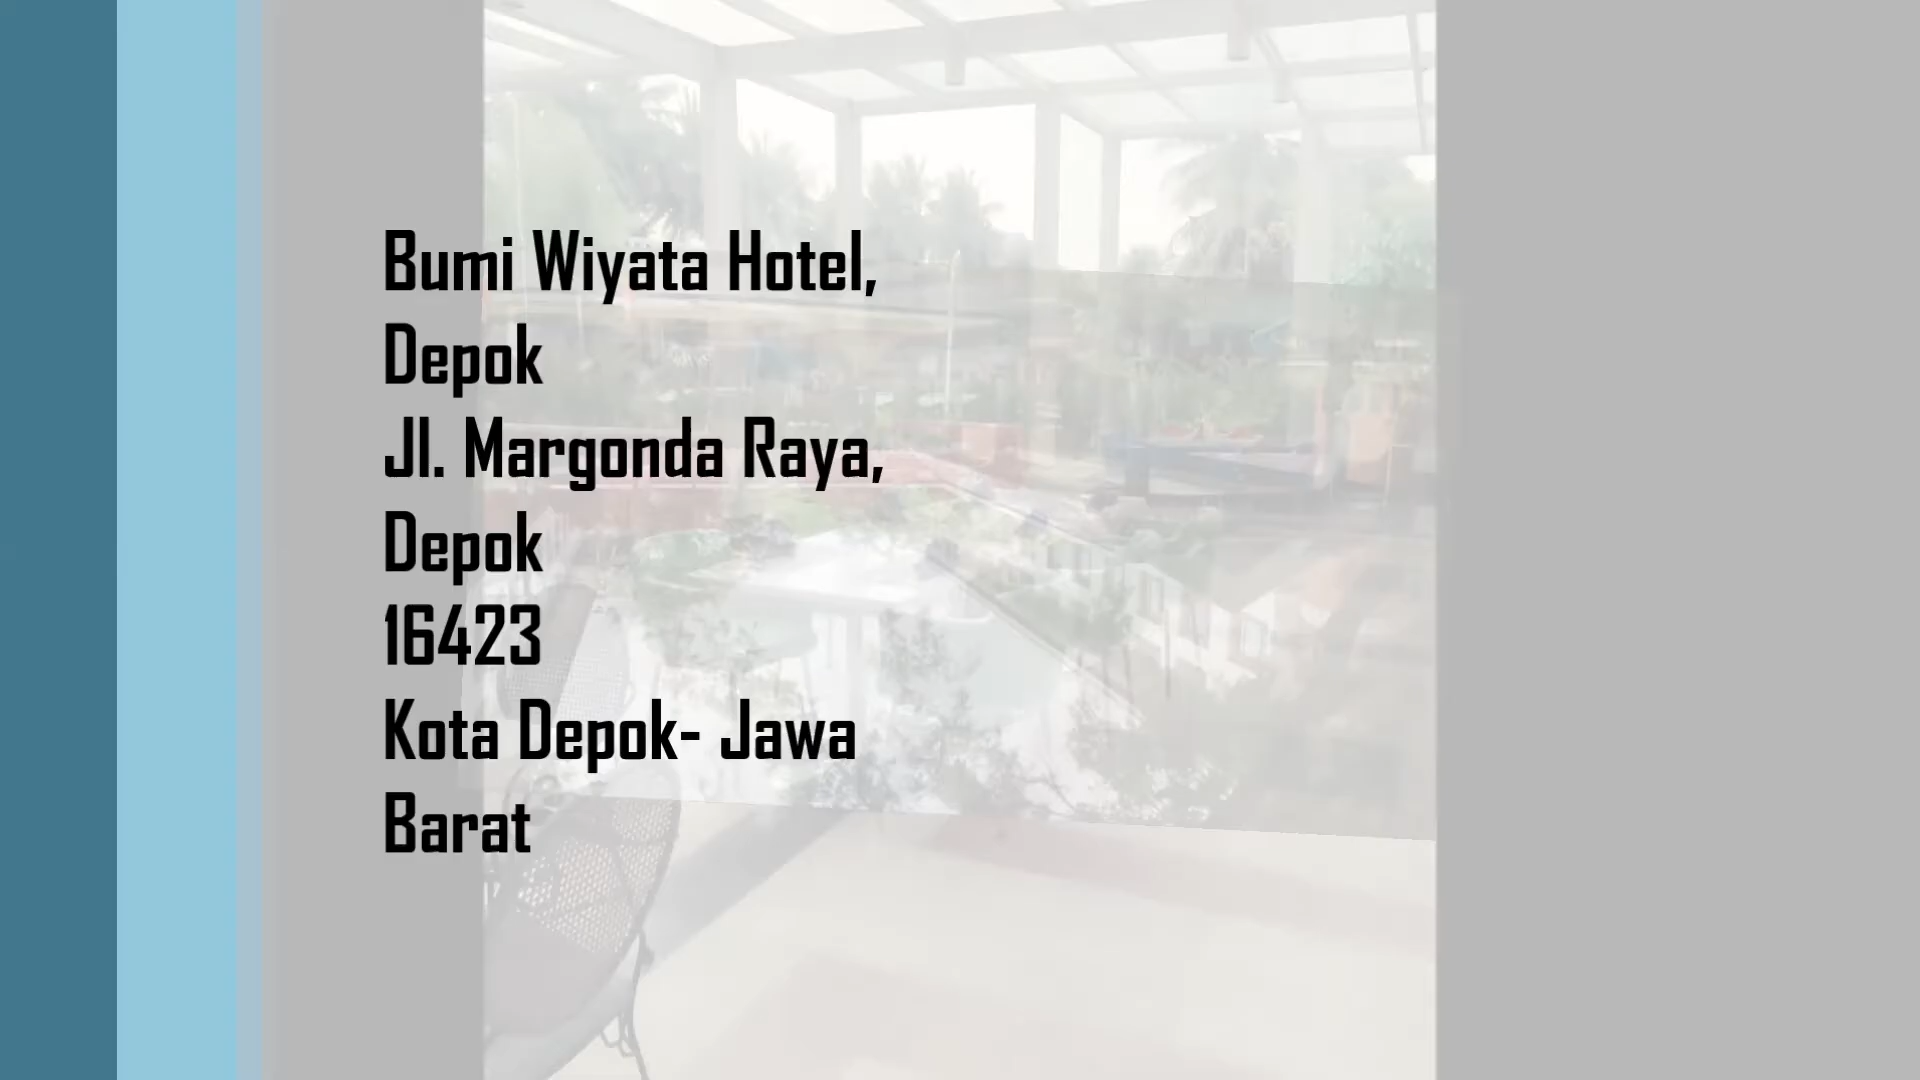 Bumi Wiyata Hotel,
Depok
Jl. Margonda Raya,
Depok
16423
Kota Depok- Jawa
Barat